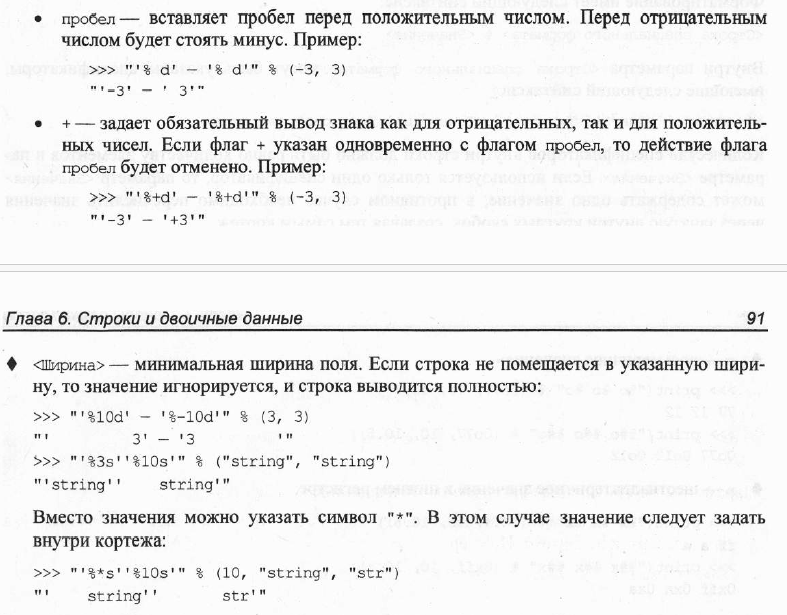 • пробел — вставляет пробел перед положительным числом. Перед отрицательным
числом будет стоять минус. Пример:
>>> "'% d' - '% d'" % (-3, 3)
"'=3' - ' 3'"
• + — задает обязательный вывод знака как для отрицательных, так и для положитель-
ных чисел. Если флаг + указан одновременно с флагом пробел, то действие флага
пробел будет отменено. Пример:
>>> "'%+d' - '%+d'" % (-3, 3)
"'-3' - '+3'"
Глава 6. Строки и двоичные данные 91
♦ <Ширина> — минимальная ширина поля. Если строка не помещается в указанную шири-
ну, то значение игнорируется, и строка выводится полностью:
>>> "'%10d' - '%-10d'" % (3, 3)
"'         3' - '3         '"
>>> "'%3s''%10s'" % ("string", "string")
"'string''    string'"
Вместо значения можно указать символ "*". В этом случае значение следует задать
внутри кортежа:
>>> "'%*s''%10s'" % (10, "string", "str")
"'    string''       str'"